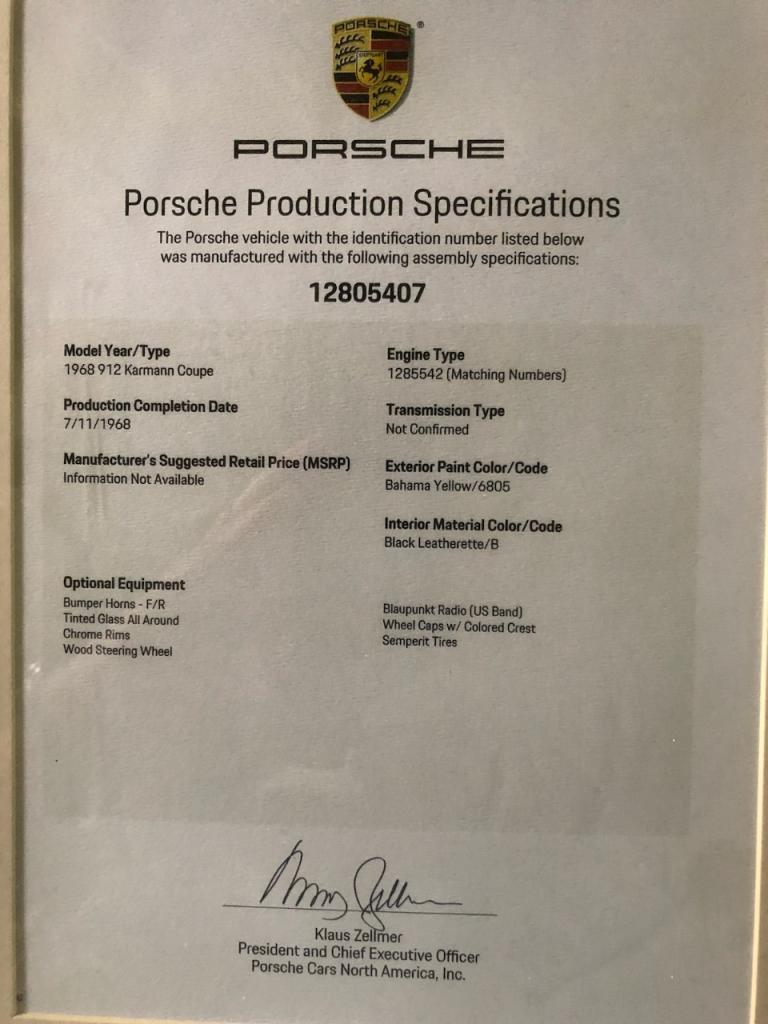 PORSCHE
PORSCHE
Porsche Production Specifications
The Porsche vehicle with the identification number listed below
was manufactured with the following assembly specifications:
12805407
Model Year/Type
1968 912 Karmann Coupe
Production Completion Date
7/11/1968
Manufacturer's Suggested Retail Price (MSRP)
Information Not Available
Engine Type
1285542 (Matching Numbers)
Transmission Type
Not Confirmed
Exterior Paint Color/Code
Bahama Yellow/6805
Interior Material Color/Code
Black Leatherette/B
Optional Equipment
Bumper Horns - F/R
Tinted Glass All Around
Chrome Rims
Wood Steering Wheel
Blaupunkt Radio (US Band)
Wheel Caps w/ Colored Crest
Semperit Tires
Klaus Zellmer
President and Chief Executive Officer
Porsche Cars North America, Inc.